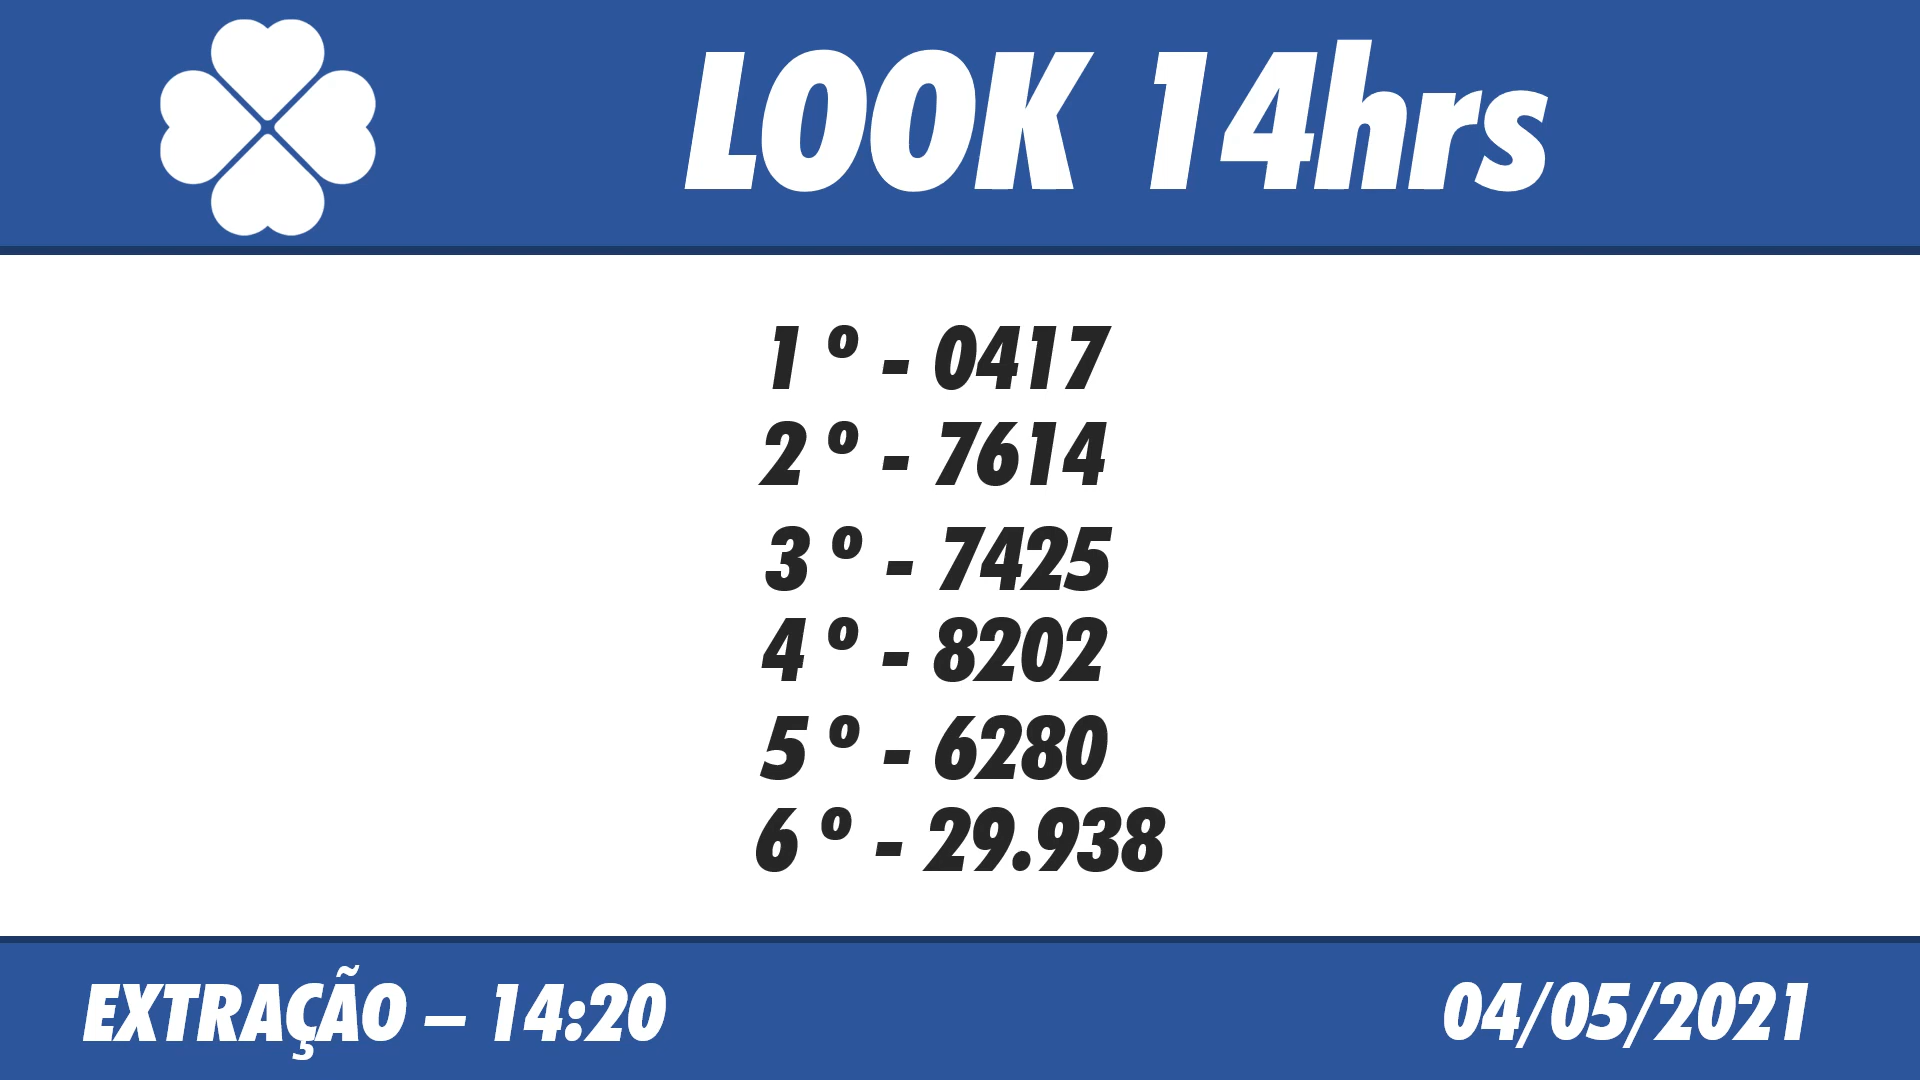 LOOK 14hrs
1 º - 0417
2 º - 7614
3 º - 7425
4 º - 8202
5 º - 6280
6 º - 29.938
EXTRAÇÃO – 14:20
04/05/2021